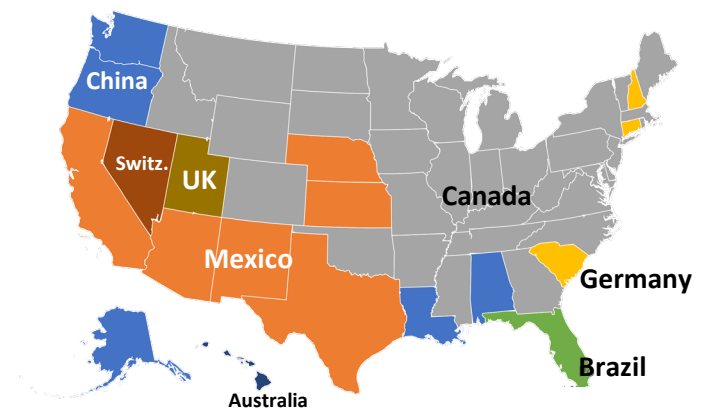 China
Switz.
UK
Canada
Mexico
Germany
Brazil
Australia